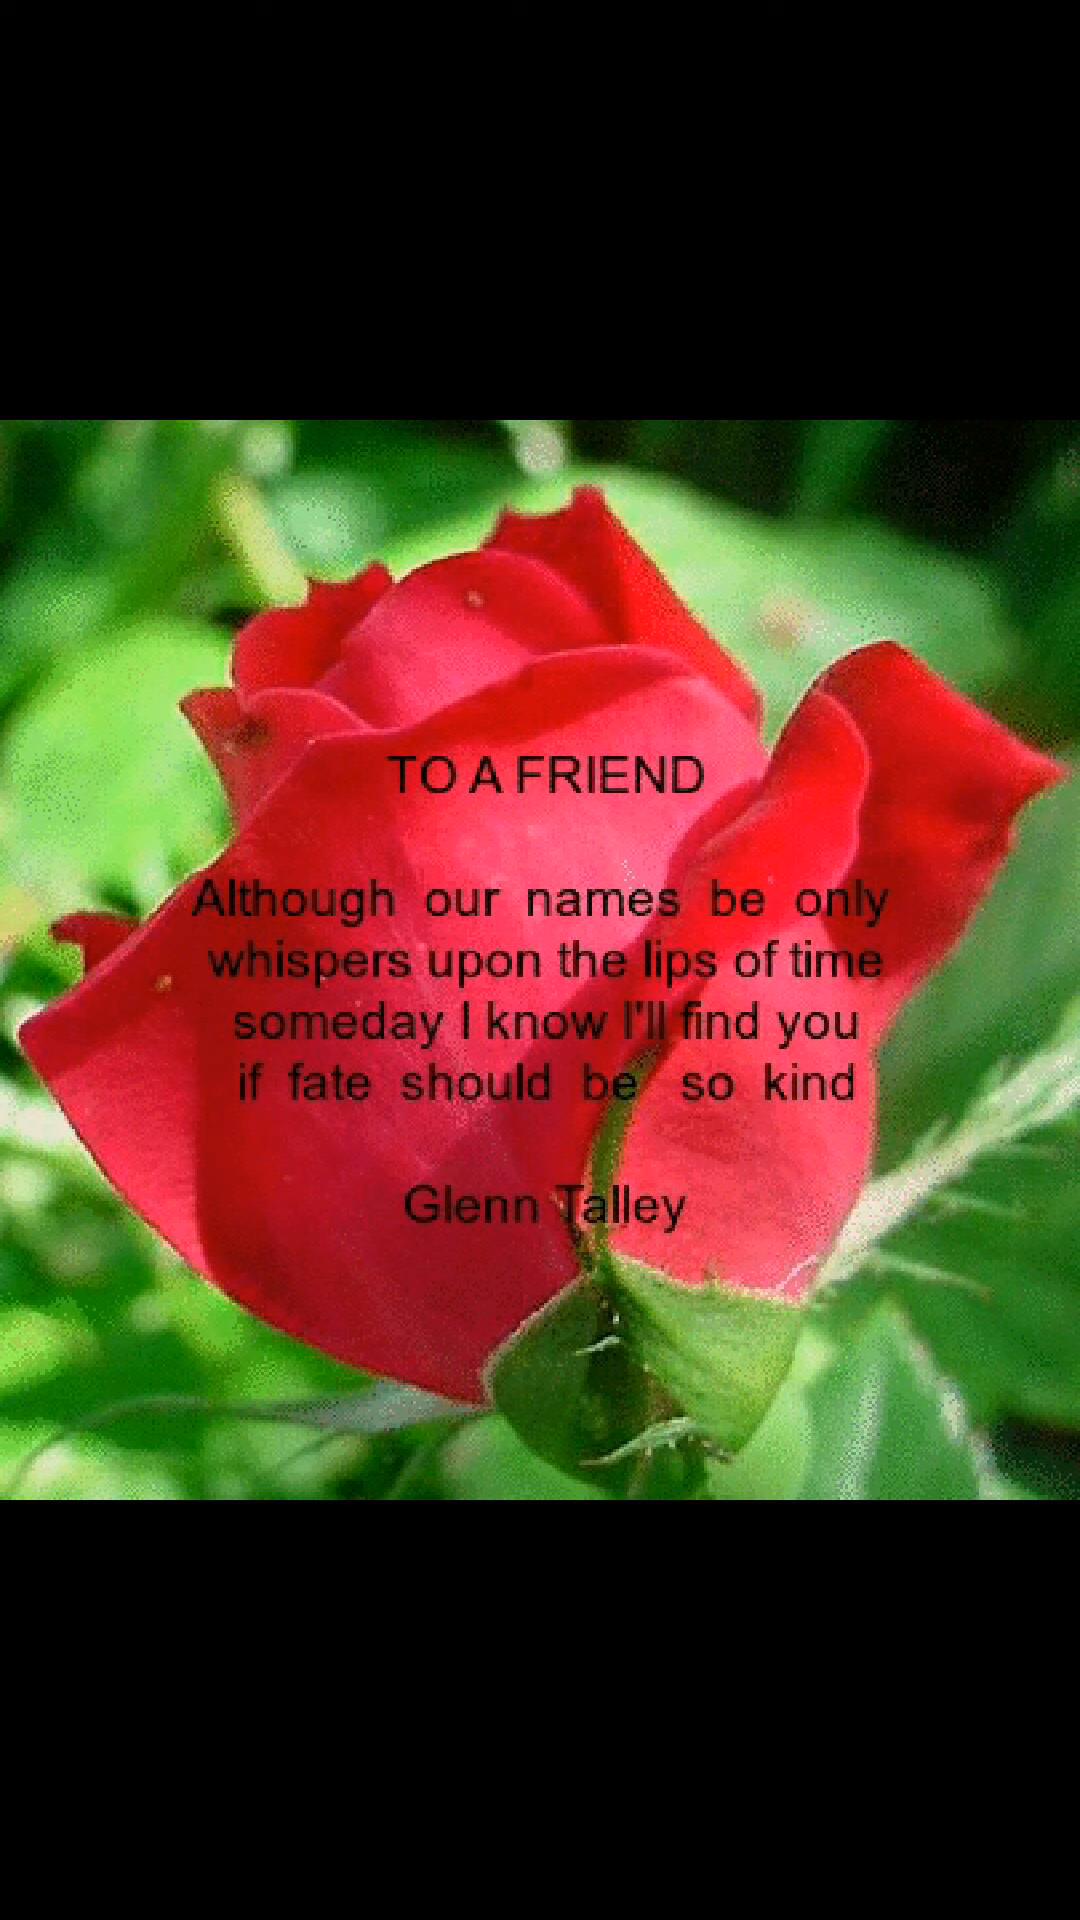 TO A FRIEND
Although our names be only
whispers upon the lips of time
someday I know I'll find you
if fate should be so kind
Glenn Talley